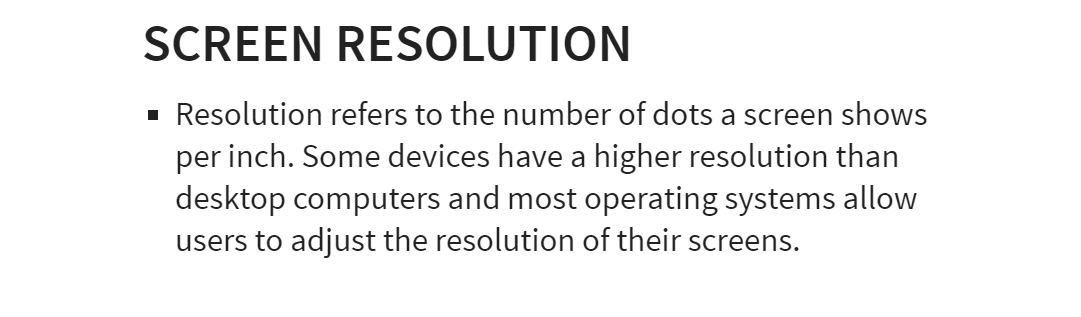 SCREEN RESOLUTION
▪ Resolution refers to the number of dots a screen shows
per inch. Some devices have a higher resolution than
desktop computers and most operating systems allow
users to adjust the resolution of their screens.